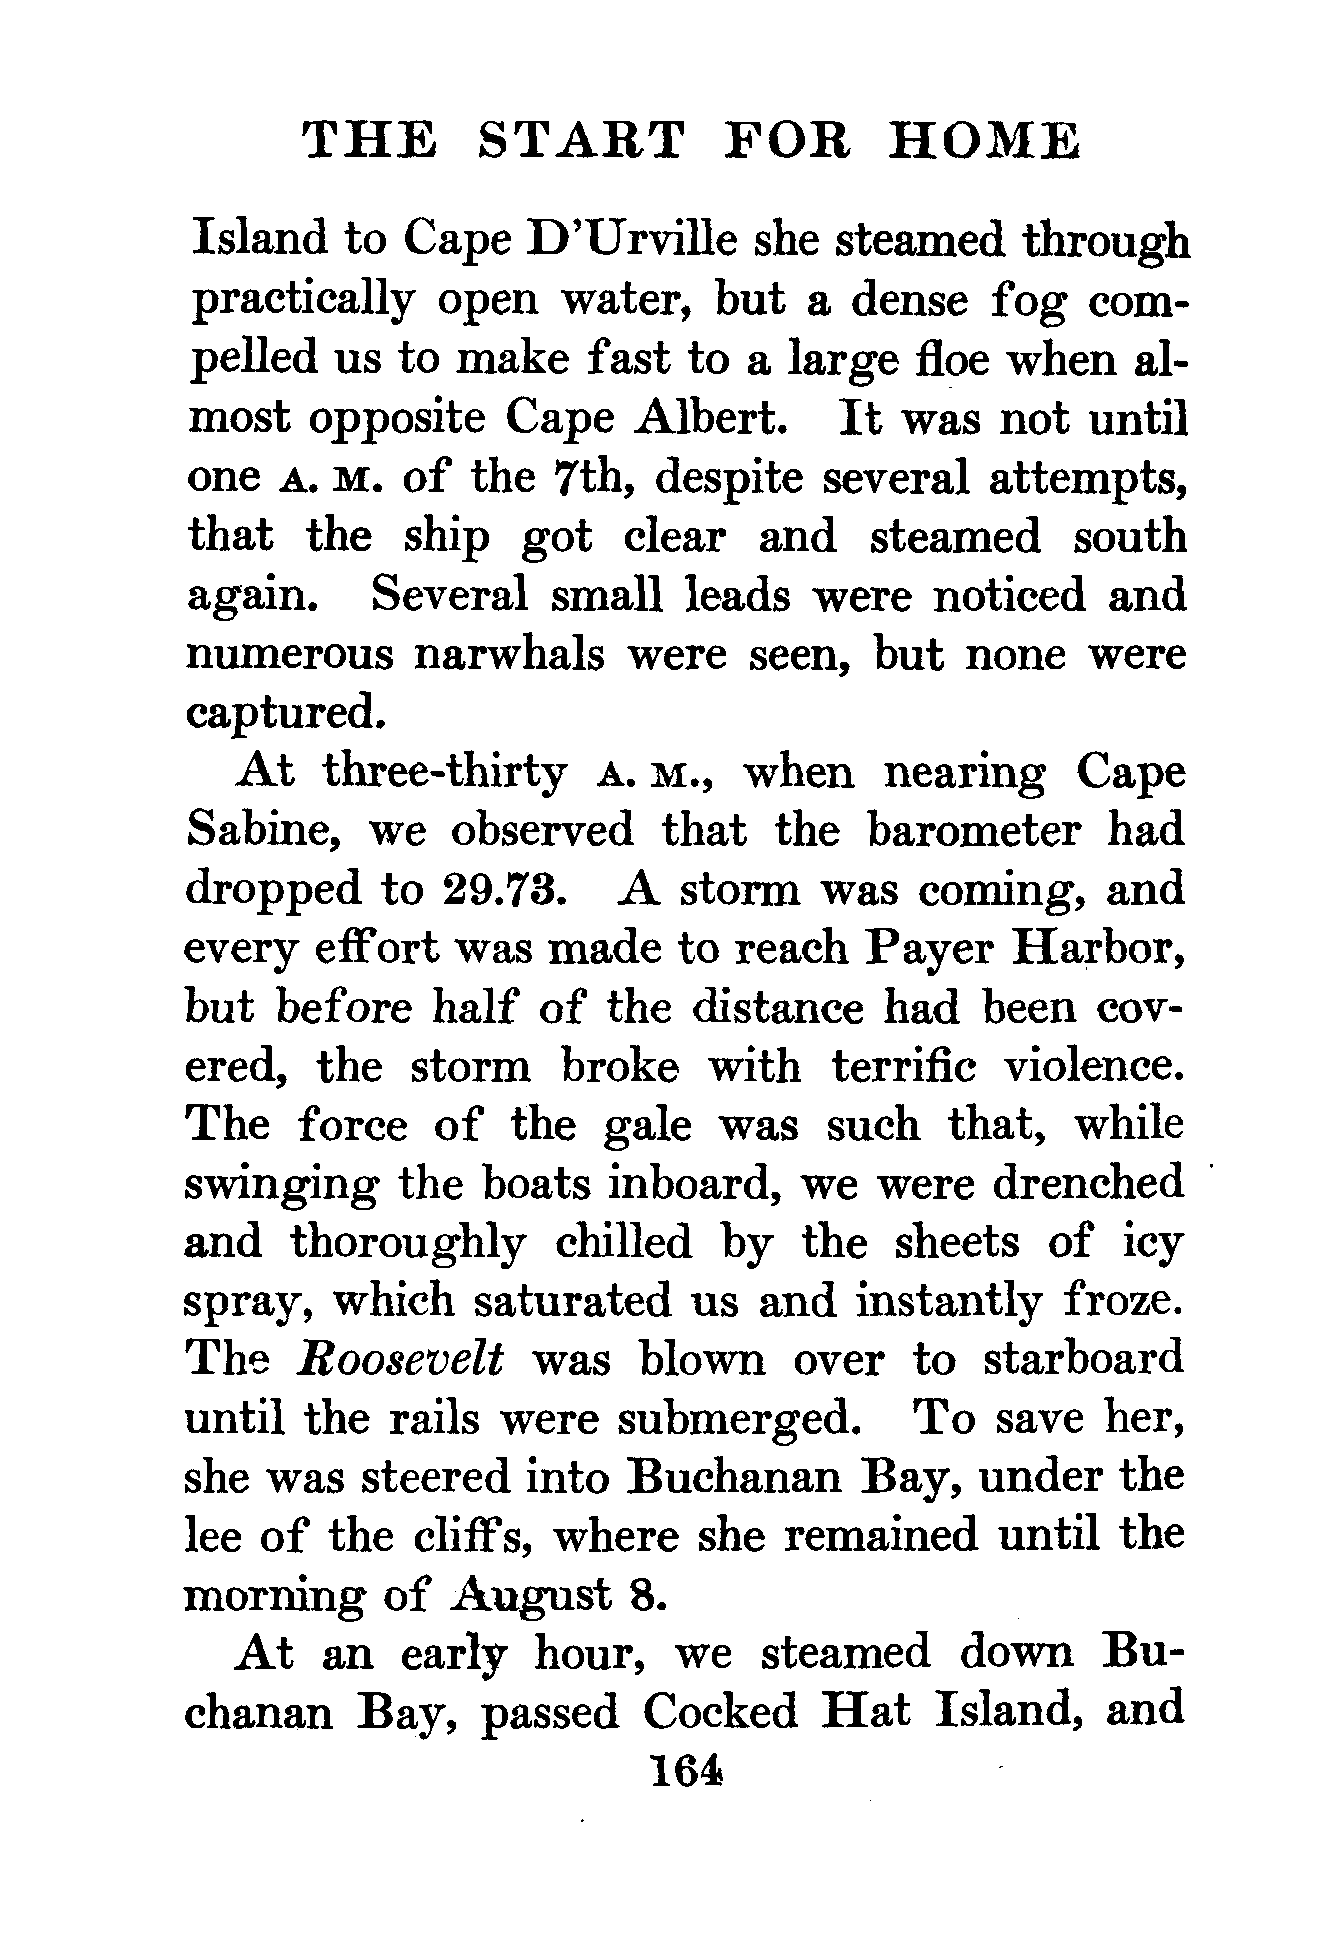 THE START FOR HOME
Island to Cape D'Urville she steamed through
practically open water, but a dense fog com-
pelled us to make fast to a large floe when al-
most opposite Cape Albert. It was not until
one A. M. of the 7th, despite several attempts,
that the ship got clear and steamed south
again. Several small leads were noticed and
numerous narwhals were seen, but none were
captured.
At three-thirty A. M., when nearing Cape
Sabine, we observed that the barometer had
dropped to 29.73. A storm was coming, and
every effort was made to reach Payer Harbor,
but before half of the distance had been cov-
ered, the storm broke with terrific violence.
The force of the gale was such that, while
swinging the boats inboard, we were drenched
and thoroughly chilled by the sheets of icy
spray, which saturated us and instantly froze.
The Roosevelt was blown over to starboard
until the rails were submerged. To save her,
she was steered into Buchanan Bay, under the
lee of the cliffs, where she remained until the
morning of August 8.
At an early hour, we steamed down Bu-
chanan Bay, passed Cocked Hat Island, and
164